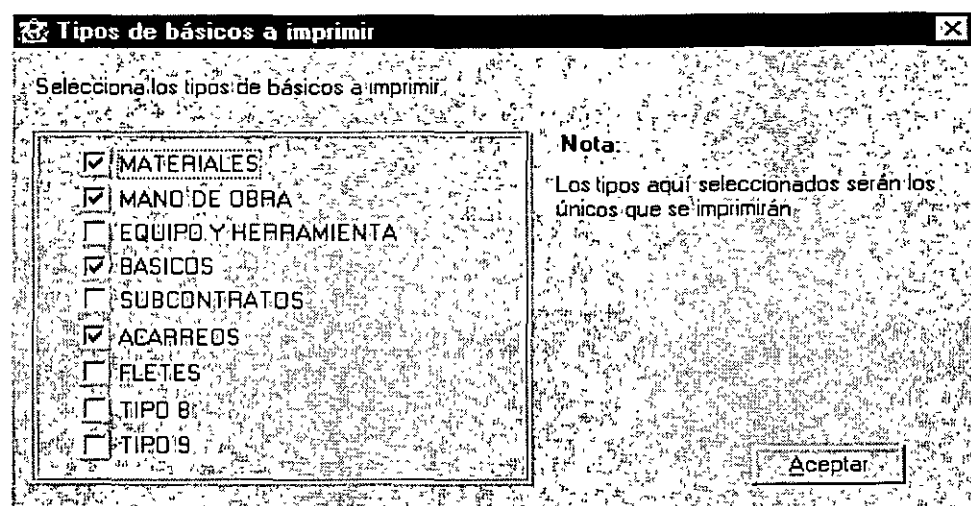 Tipos de básicos a imprimir
Selecciona los tipos de básicos a imprimir.
MATERIALES
MANO DE OBRA
EQUIPO Y HERRAMIENTA
BASICOS
SUBCONTRATOS
ACARREOS
FLETES
TIPO 8
TIPO 9
Nota:
Los tipos aquí seleccionados serán los
únicos que se imprimirán
Aceptar